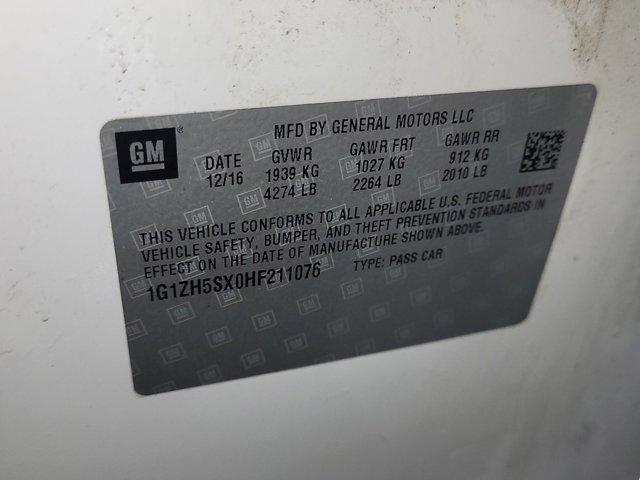 GM ®
MFD BY GENERAL MOTORS LLC
DATE GVWR GAWR FRT GAWR RR
12/16 1939 KG 1027 KG 912 KG
4274 LB 2264 LB 2010 LB
THIS VEHICLE CONFORMS TO ALL APPLICABLE U.S. FEDERAL MOTOR
VEHICLE SAFETY, BUMPER, AND THEFT PREVENTION STANDARDS IN
EFFECT ON THE DATE OF MANUFACTURE SHOWN ABOVE.
1G1ZH5SX0HF211076 TYPE: PASS CAR